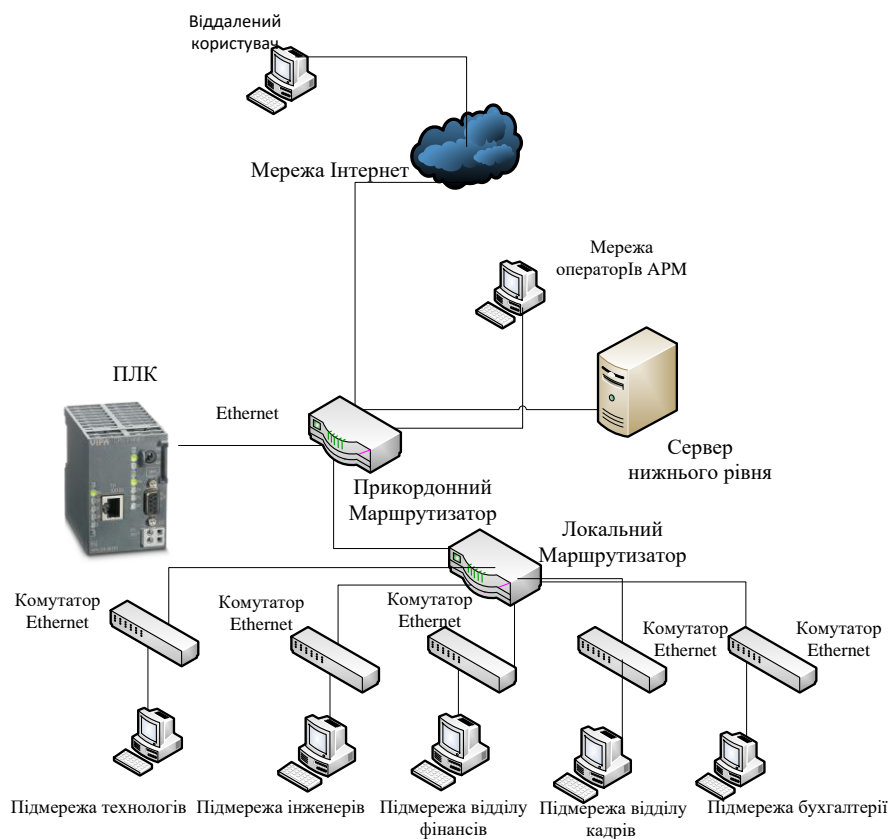 Віддалений
користувач
Мережа Інтернет
Мережа
операторІв АРМ
ПЛК
Ethernet
VIPA
Сервер
нижнього рівня
Прикордонний
Маршрутизатор
Локальний
Маршрутизатор
Комутатор
Ethernet
Комутатор
Ethernet
Комутатор
Ethernet
Комутатор
Ethernet
Комутатор
Ethernet
Підмережа технологів
Підмережа інженерів
Підмережа відділу
фінансів
Підмережа відділу
кадрів
Підмережа бухгалтерії